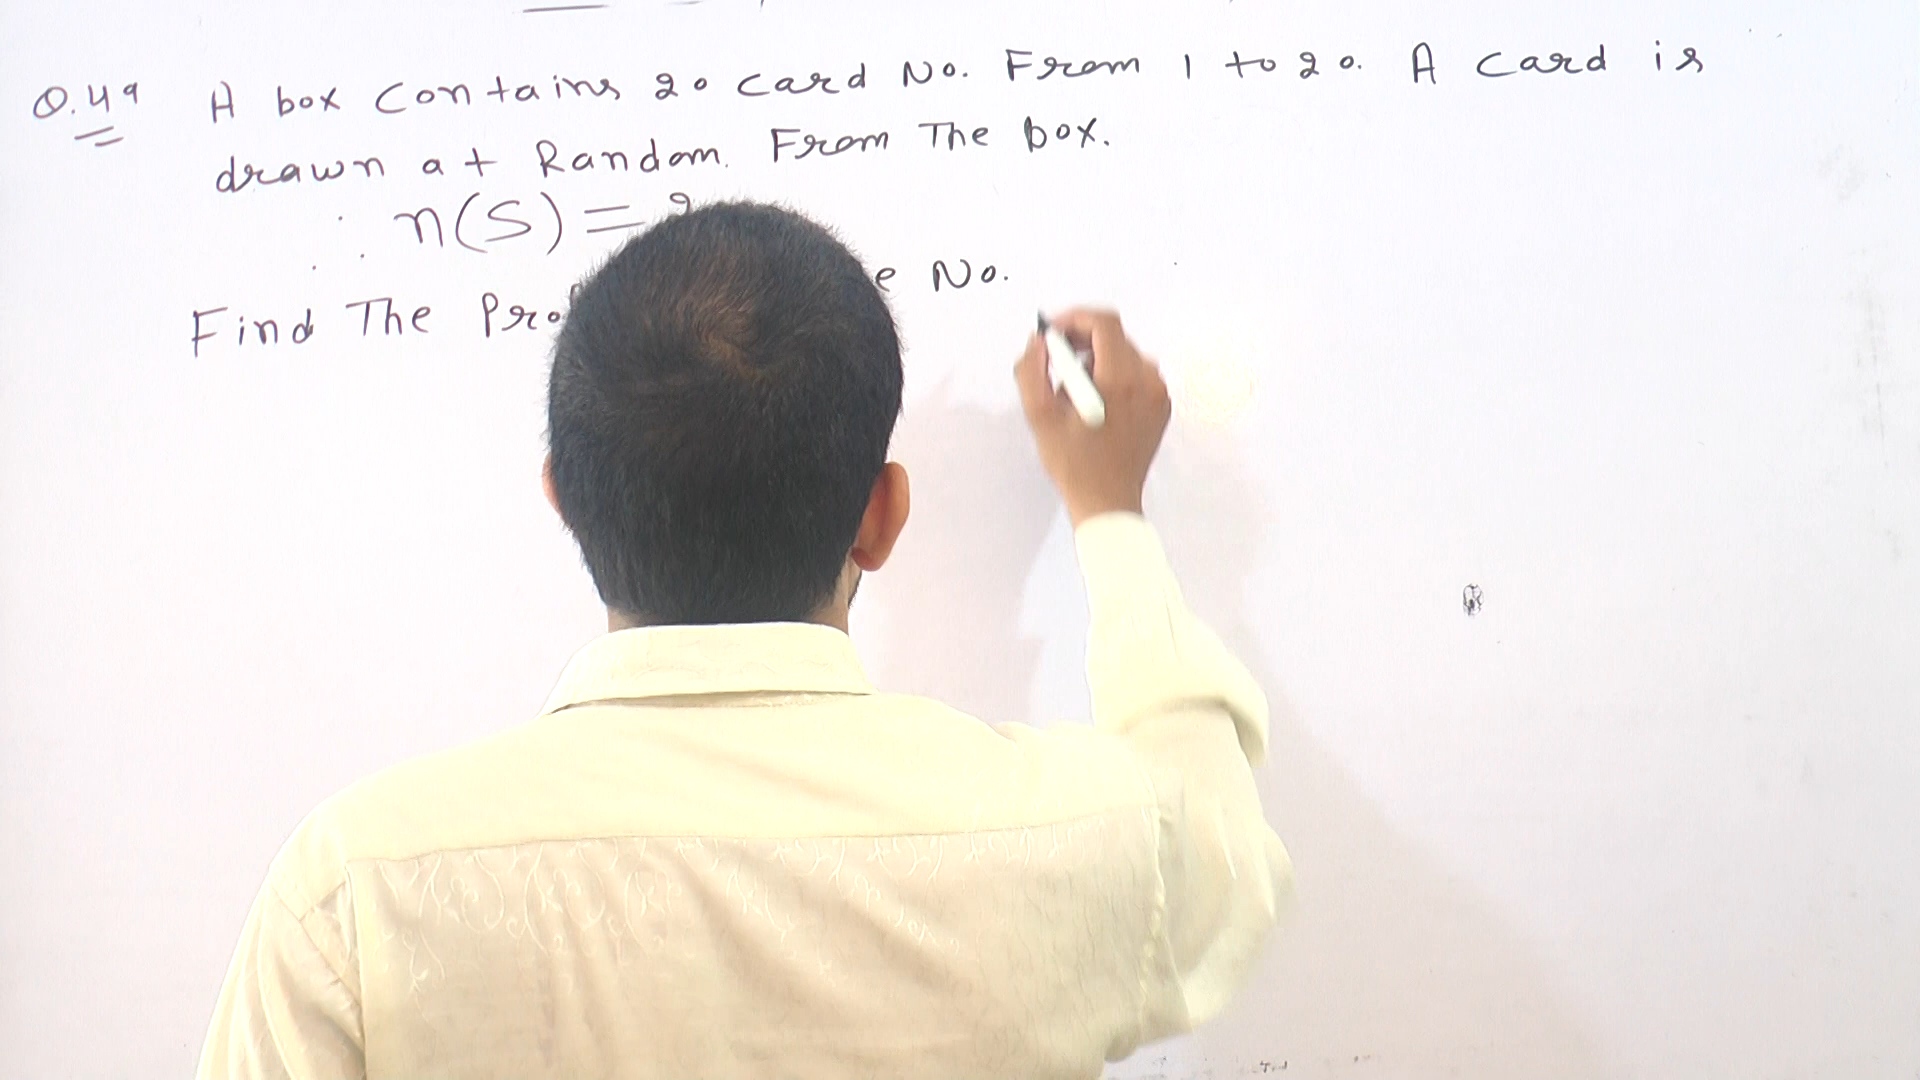 Q.49 A box contains 20 card No. From 1 to 20. A card is
drawn at Random. From The box.
∴ n(S) =
Find The No.